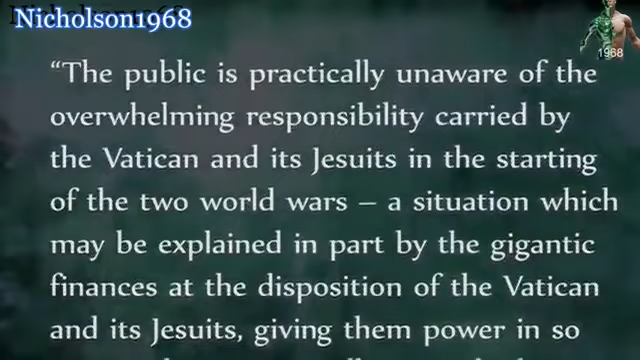 Nicholson1968
1968
“The public is practically unaware of the
overwhelming responsibility carried by
the Vatican and its Jesuits in the starting
of the two world wars – a situation which
may be explained in part by the gigantic
finances at the disposition of the Vatican
and its Jesuits, giving them power in so